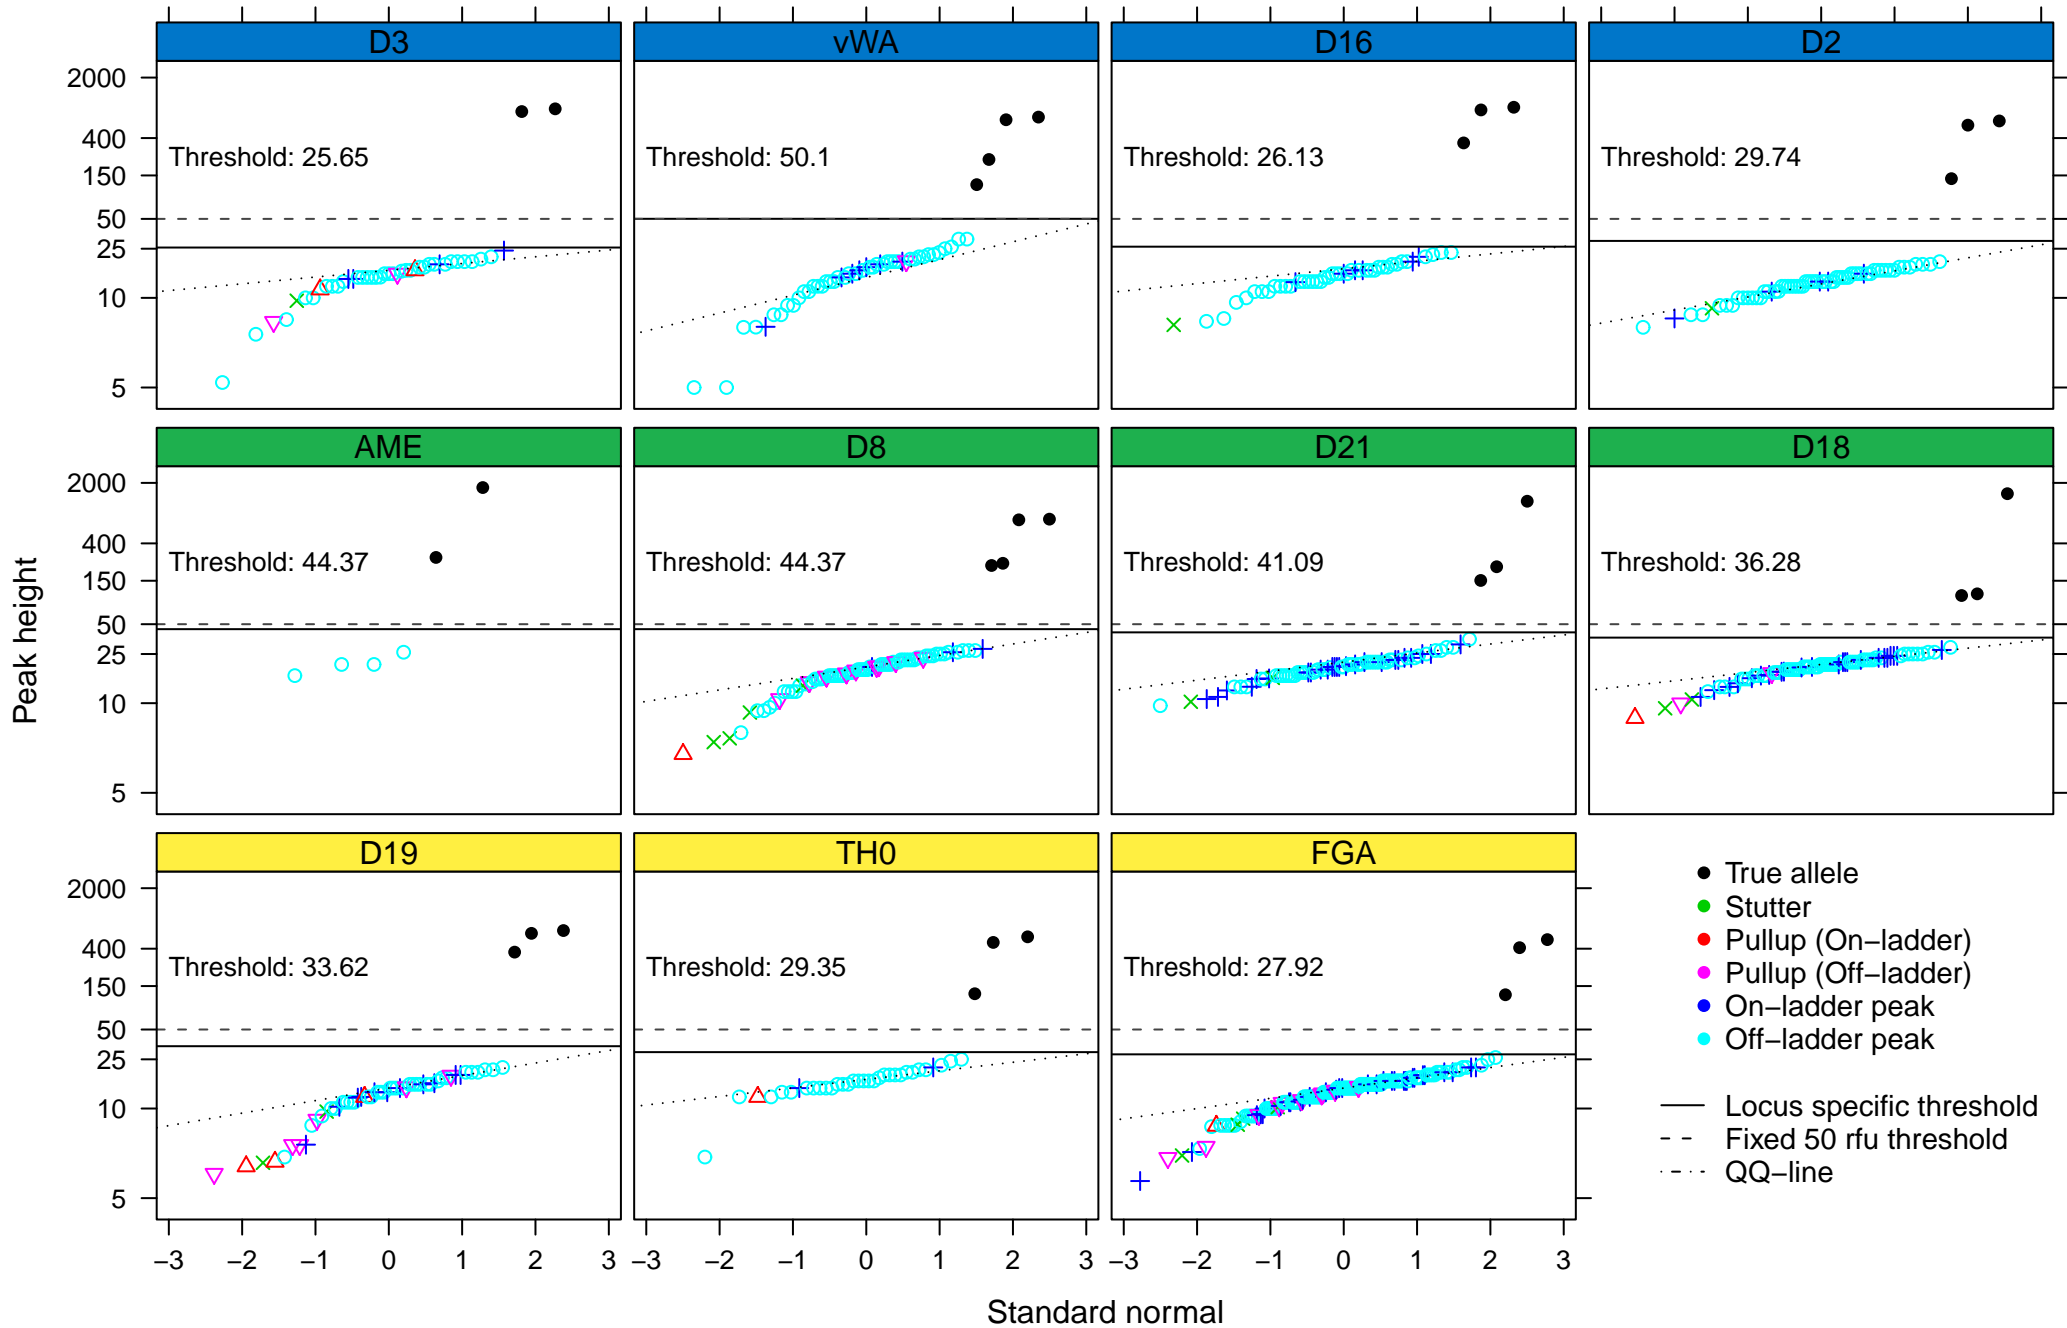 D3
vWA
D16
D2
2000
400
150
50
25
10
5
Threshold: 25.65
Threshold: 50.1
Threshold: 26.13
Threshold: 29.74
AME
D8
D21
D18
2000
400
150
50
25
10
5
Threshold: 44.37
Threshold: 44.37
Threshold: 41.09
Threshold: 36.28
Peak height
D19
TH0
FGA
2000
400
150
50
25
10
5
Threshold: 33.62
Threshold: 29.35
Threshold: 27.92
True allele
Stutter
Pullup (On−ladder)
Pullup (Off−ladder)
On−ladder peak
Off−ladder peak
Locus specific threshold
Fixed 50 rfu threshold
QQ−line
−3 −2 −1 0 1 2 3
−3 −2 −1 0 1 2 3
−3 −2 −1 0 1 2 3
Standard normal